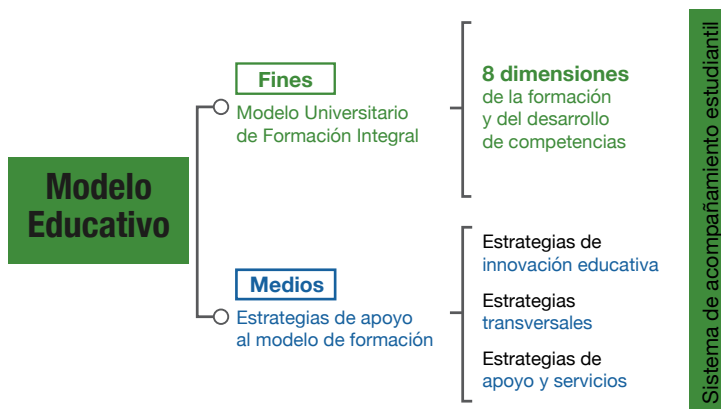 Modelo
Educativo
Fines
Modelo Universitario
de Formación Integral
8 dimensiones
de la formación
y del desarrollo
de competencias
Medios
Estrategias de apoyo
al modelo de formación
Estrategias de
innovación educativa
Estrategias
transversales
Estrategias de
apoyo y servicios
Sistema de acompañamiento estudiantil